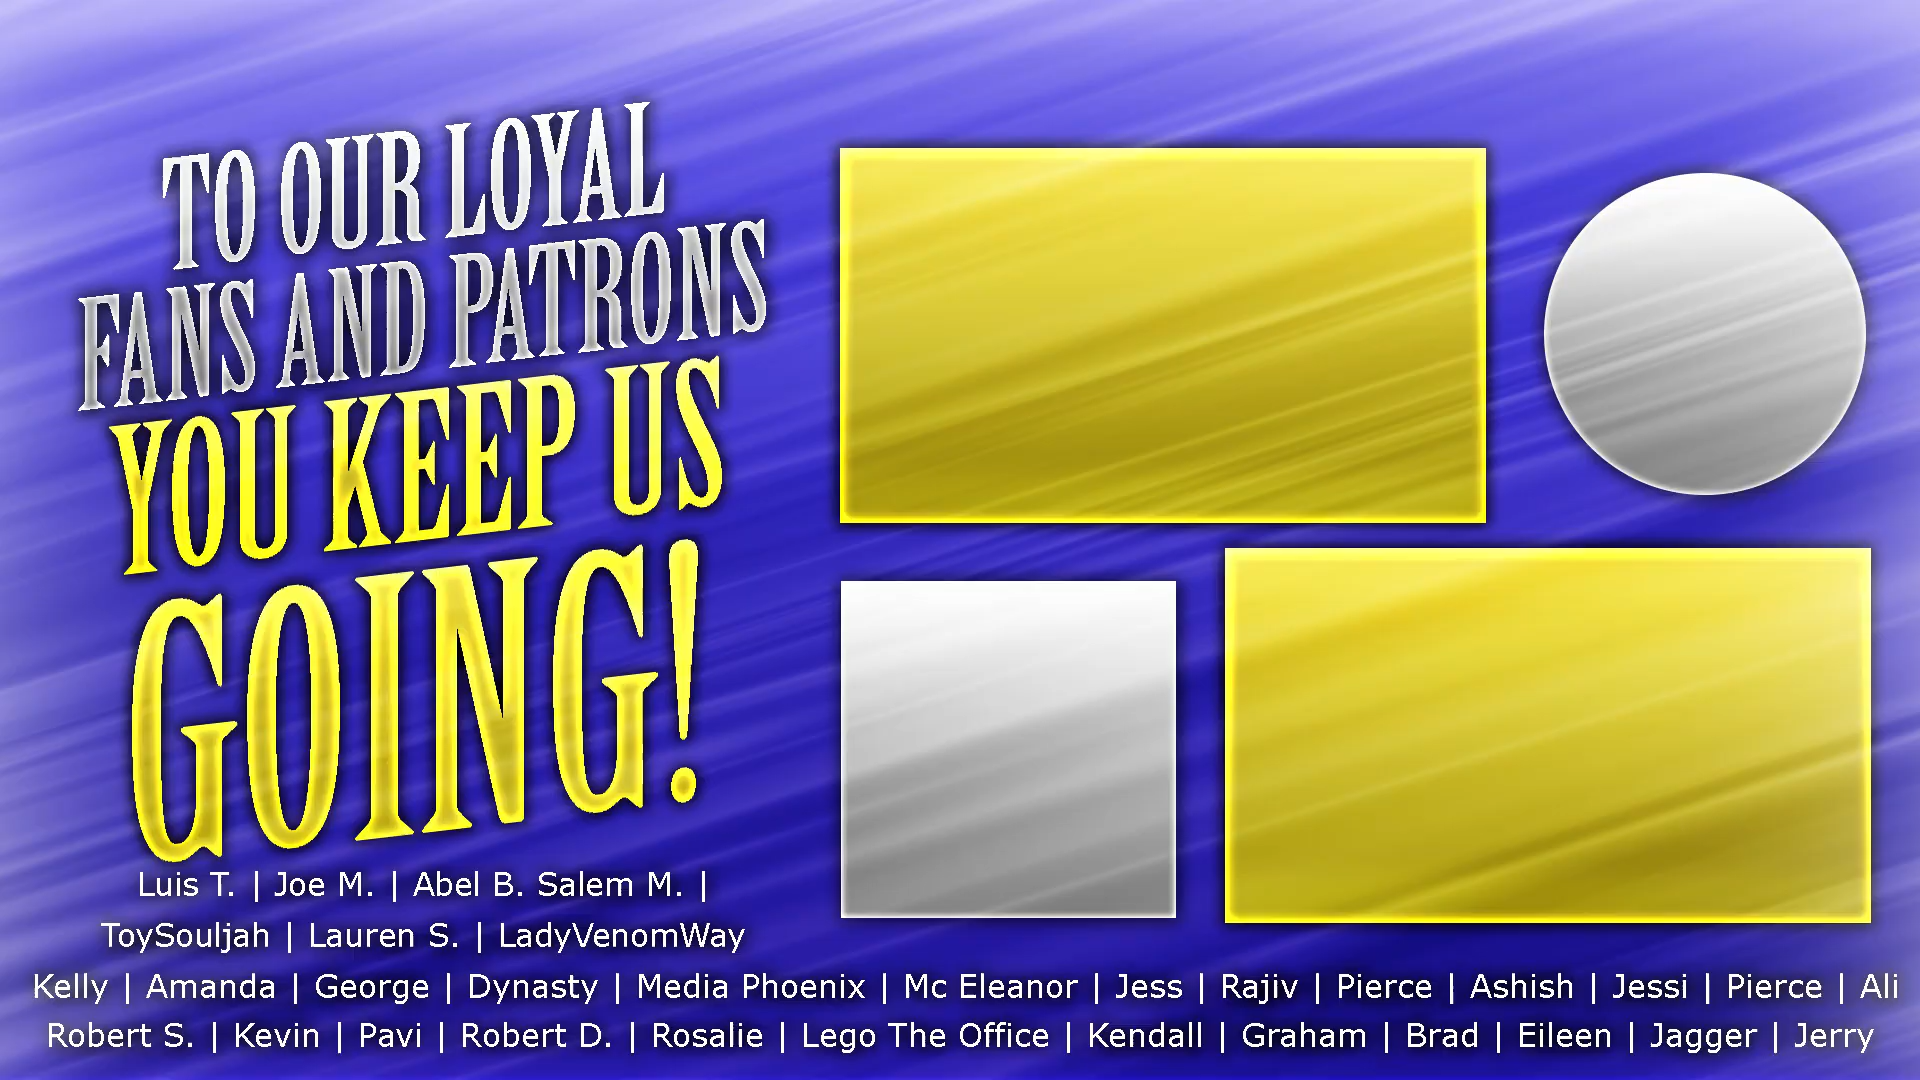 TO OUR LOYAL
FANS AND PATRONS
YOU KEEP US
GOING!
Luis T. | Joe M. | Abel B. Salem M. |
ToySouljah | Lauren S. | LadyVenomWay
Kelly | Amanda | George | Dynasty | Media Phoenix | Mc Eleanor | Jess | Rajiv | Pierce | Ashish | Jessi | Pierce | Ali
Robert S. | Kevin | Pavi | Robert D. | Rosalie | Lego The Office | Kendall | Graham | Brad | Eileen | Jagger | Jerry